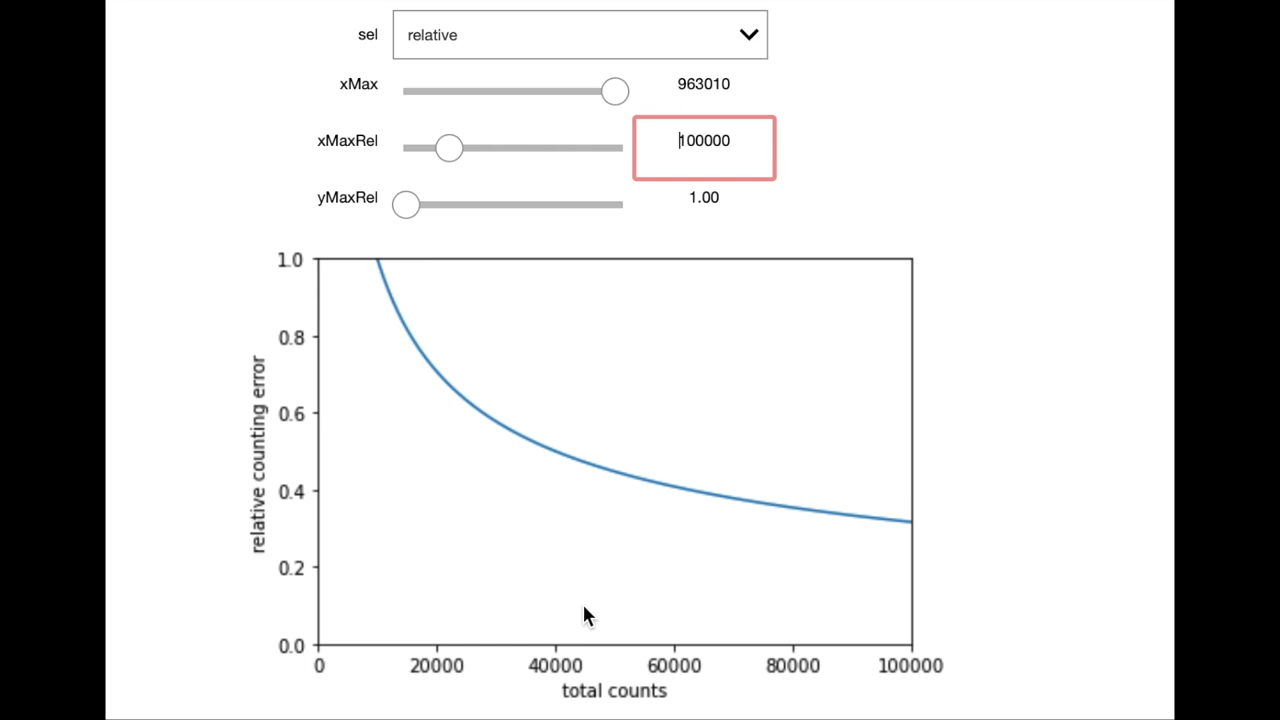 sel relative
xMax 963010
xMaxRel 100000
yMaxRel 1.00
1.0
0.8
0.6
0.4
0.2
0.0
relative counting error
0 20000 40000 60000 80000 100000
total counts